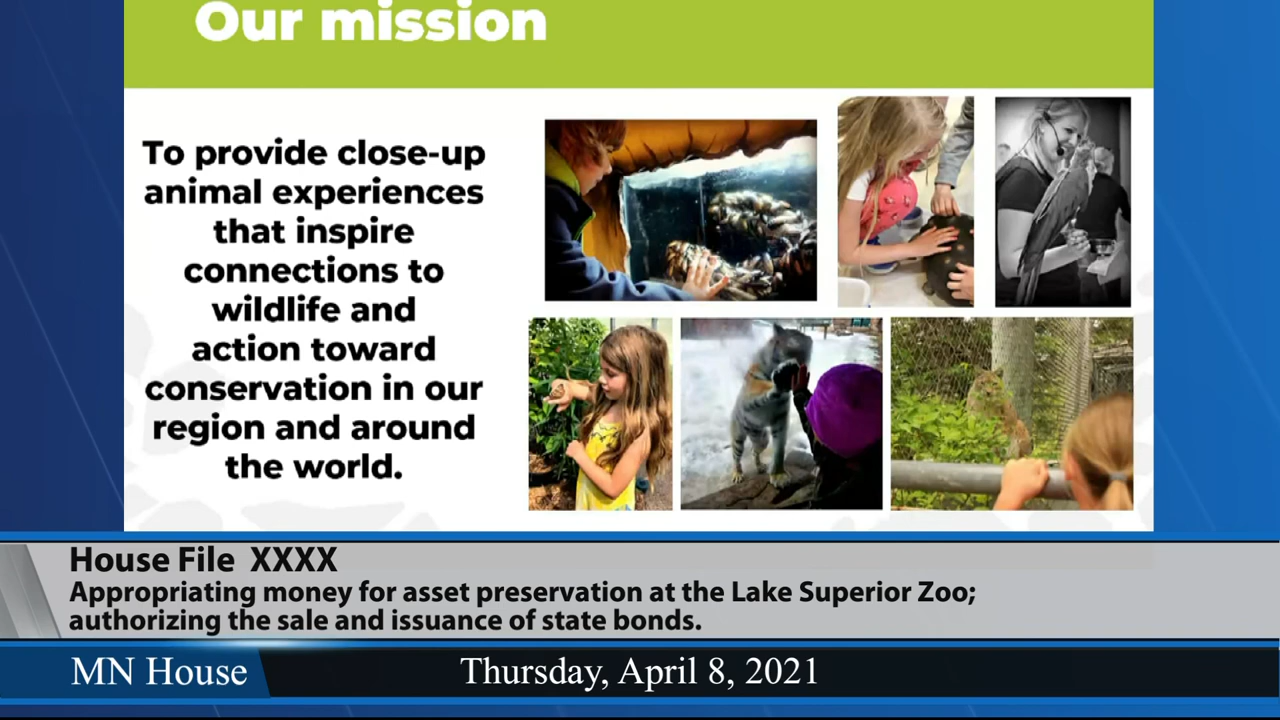 Our mission
To provide close-up
animal experiences
that inspire
connections to
wildlife and
action toward
conservation in our
region and around
the world.
House File XXXX
Appropriating money for asset preservation at the Lake Superior Zoo;
authorizing the sale and issuance of state bonds.
MN House
Thursday, April 8, 2021